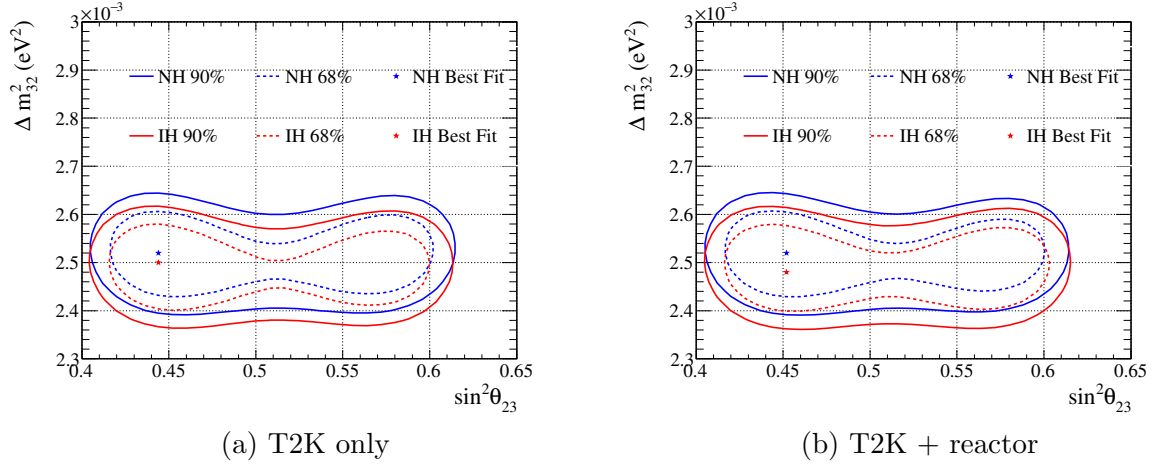 ×10⁻³
3
2.9
2.8
2.7
2.6
2.5
2.4
2.3
Δ m²₃₂ (eV²)
NH 90% NH 68% NH Best Fit
IH 90% IH 68% IH Best Fit
0.4 0.45 0.5 0.55 0.6 0.65
sin²θ₂₃
(a) T2K only
×10⁻³
3
2.9
2.8
2.7
2.6
2.5
2.4
2.3
Δ m²₃₂ (eV²)
NH 90% NH 68% NH Best Fit
IH 90% IH 68% IH Best Fit
0.4 0.45 0.5 0.55 0.6 0.65
sin²θ₂₃
(b) T2K + reactor